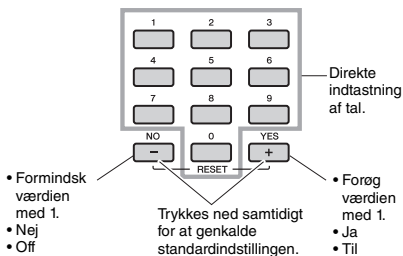 1 2 3
4 5 6
7 8 9
NO 0 YES
− +
RESET
Direkte
indtastning
af tal.
• Formindsk
værdien
med 1.
• Nej
• Off
Trykkes ned samtidigt
for at genkalde
standardindstillingen.
• Forøg
værdien
med 1.
• Ja
• Til